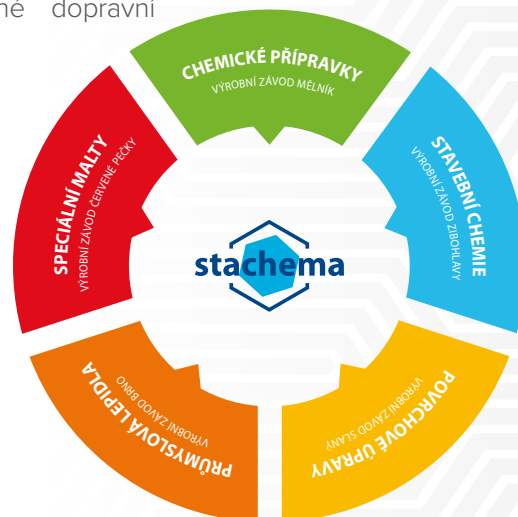 né dopravní
CHEMICKÉ PŘÍPRAVKY
VÝROBNÍ ZÁVOD MĚLNÍK
STAVEBNÍ CHEMIE
VÝROBNÍ ZÁVOD ZIBOHLAVY
POVRCHOVÉ ÚPRAVY
VÝROBNÍ ZÁVOD SLANÝ
PRŮMYSLOVÁ LEPIDLA
VÝROBNÍ ZÁVOD BRNO
SPECIÁLNÍ MALTY
VÝROBNÍ ZÁVOD ČERVENÉ PEČKY
stachema